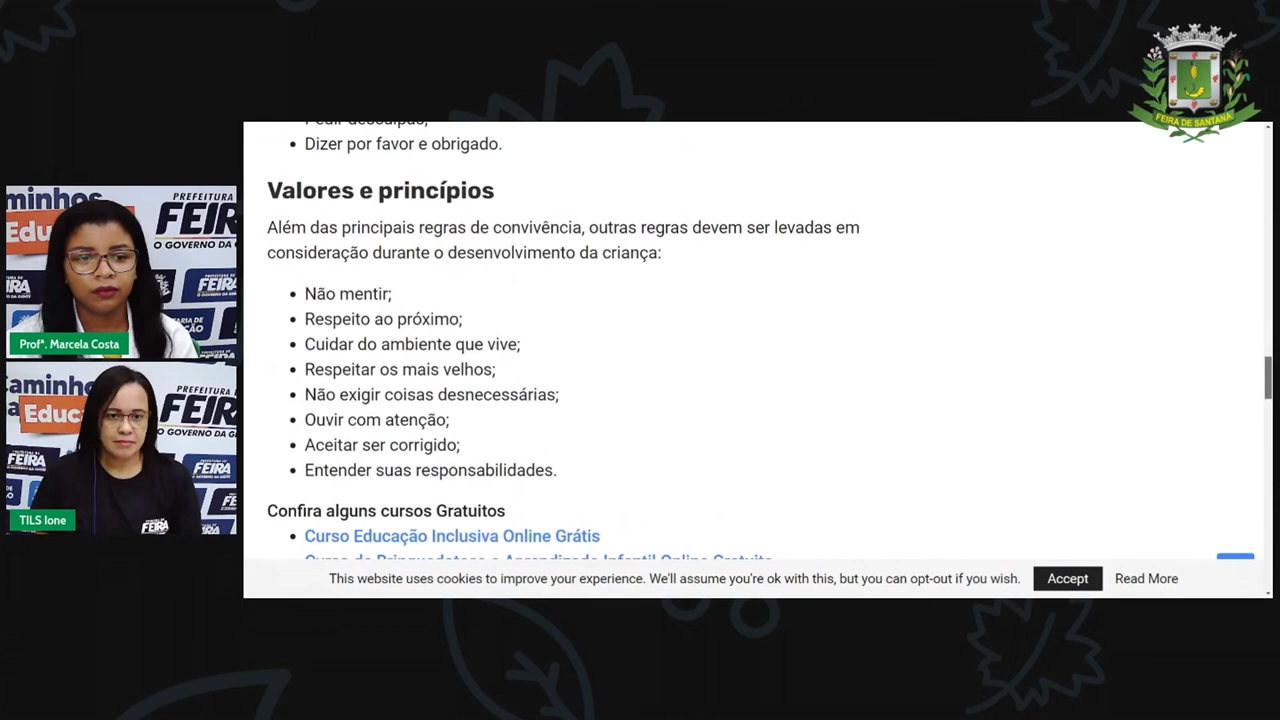 FEIRA DE SANTANA
Dizer por favor e obrigado.
Valores e princípios
Além das principais regras de convivência, outras regras devem ser levadas em
consideração durante o desenvolvimento da criança:
Não mentir;
Respeito ao próximo;
Cuidar do ambiente que vive;
Respeitar os mais velhos;
Não exigir coisas desnecessárias;
Ouvir com atenção;
Aceitar ser corrigido;
Entender suas responsabilidades.
Confira alguns cursos Gratuitos
Curso Educação Inclusiva Online Grátis
This website uses cookies to improve your experience. We'll assume you're ok with this, but you can opt-out if you wish. Accept Read More
PREFEITURA
FEIRA
O GOVERNO DA
Profª. Marcela Costa
PREFEITURA
FEIRA
O GOVERNO DA
FEIRA
TILS Ione